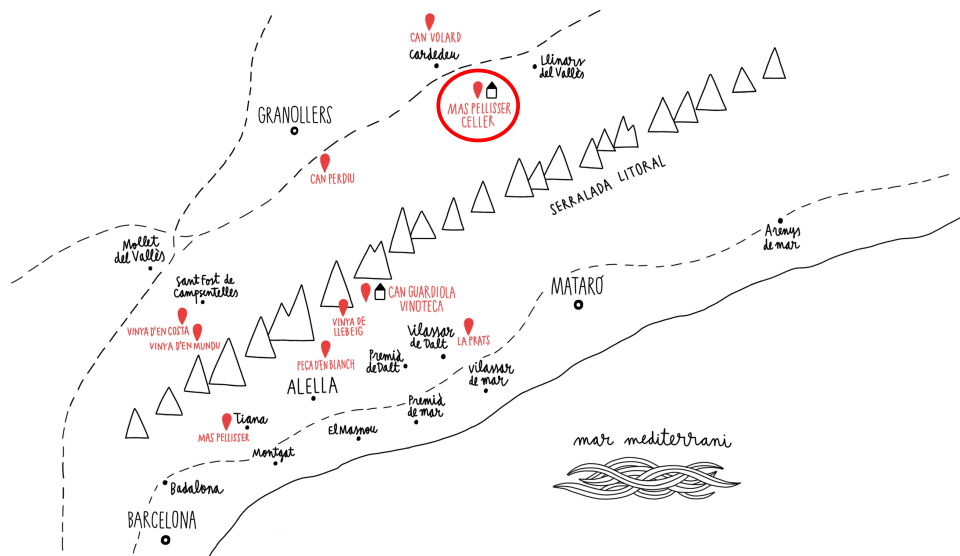 CAN VOLARD
Cardedeu
Llinars
del Vallès
MAS PELLISSER
CELLER
GRANOLLERS
CAN PERDIU
SERRALADA LITORAL
Arenys
de mar
Mollet
del Vallès
Sant Fost de
Campsentelles
VINYA D'EN COSTA
VINYA D'EN MUNDU
CAN GUARDIOLA
VINOTECA
MATARÓ
VINYA DE
LLEBEIG
Vilassar
de Dalt
LA PRATS
PEÇA D'EN BLANCH
Premià
de Dalt
Vilassar
de mar
ALELLA
Premià
de mar
Tiana
MAS PELLISSER
El Masnou
Montgat
mar mediterrani
Badalona
BARCELONA